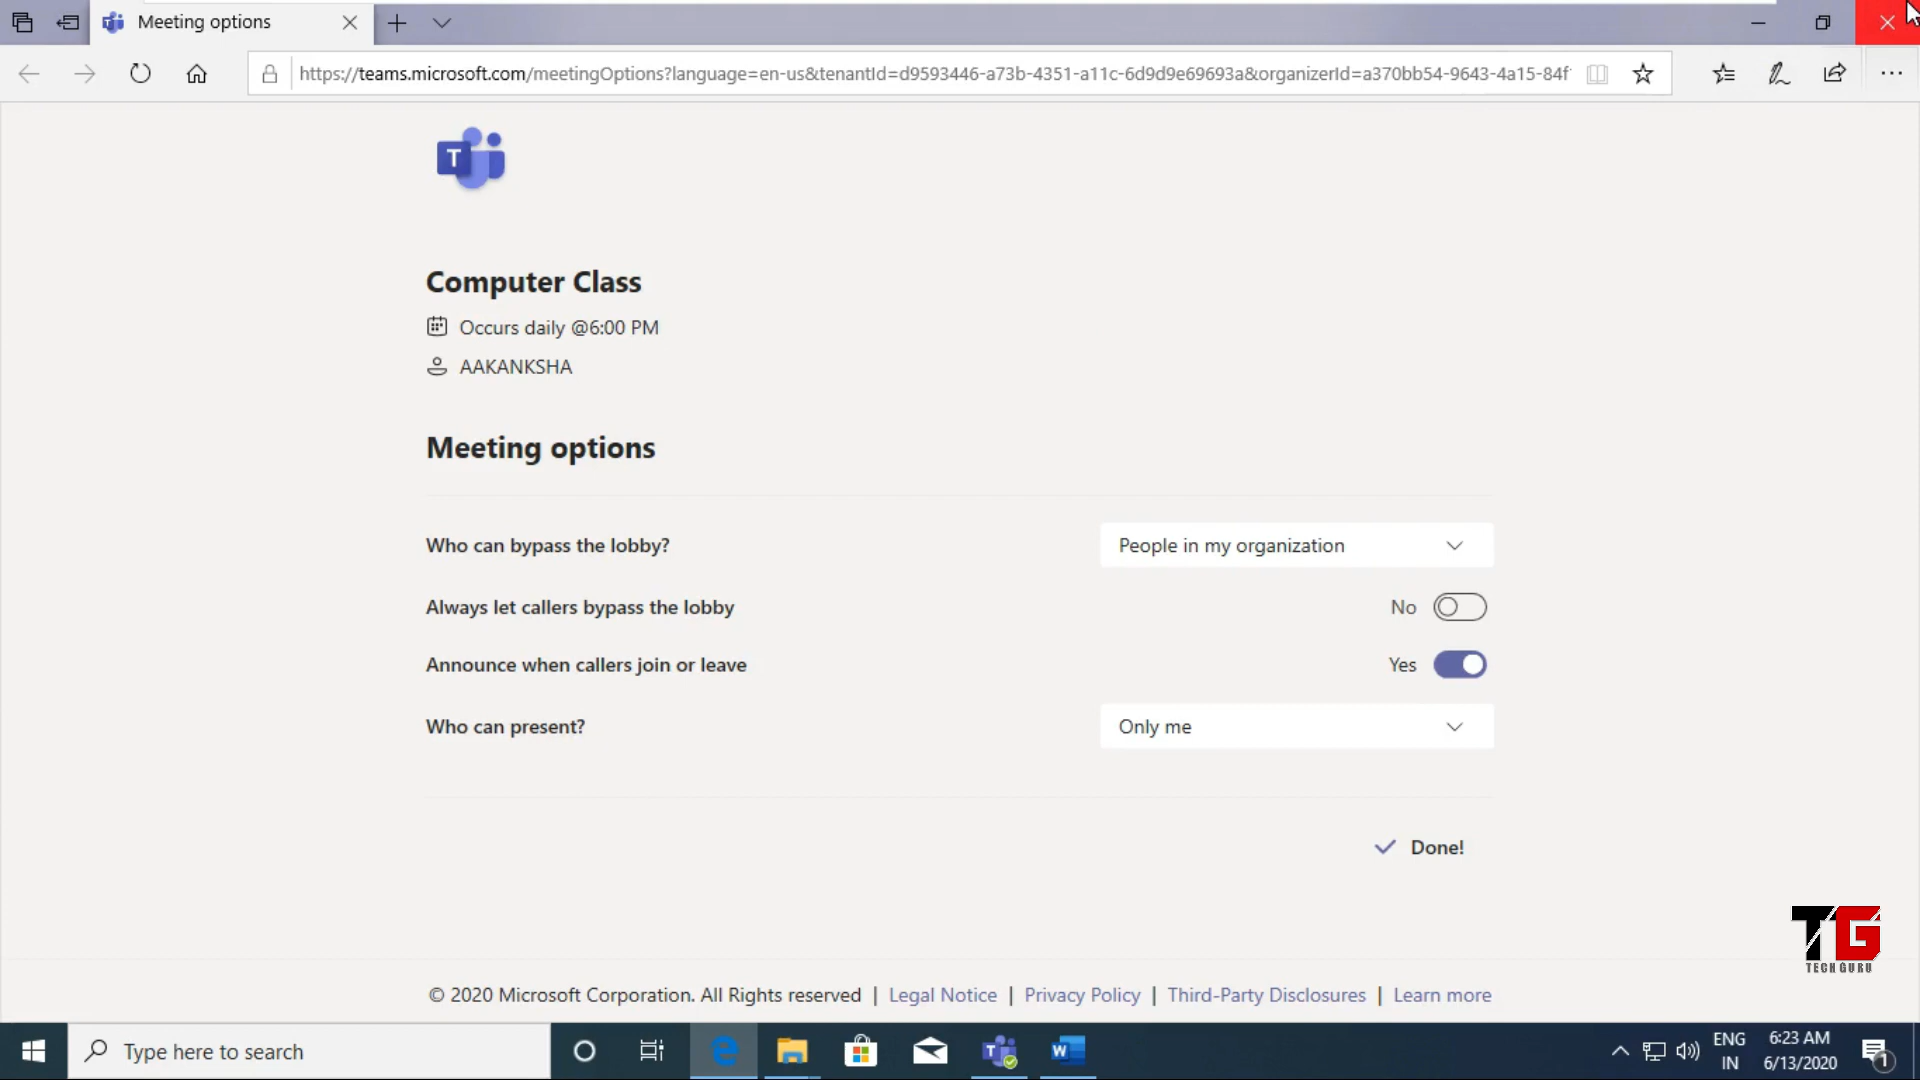 Meeting options
https://teams.microsoft.com/meetingOptions?language=en-us&tenantId=d9593446-a73b-4351-a11c-6d9d9e69693a&organizerId=a370bb54-9643-4a15-84f
T
Computer Class
Occurs daily @6:00 PM
AAKANKSHA
Meeting options
Who can bypass the lobby? People in my organization
Always let callers bypass the lobby No
Announce when callers join or leave Yes
Who can present? Only me
Done!
TG
TECH GURU
© 2020 Microsoft Corporation. All Rights reserved | Legal Notice | Privacy Policy | Third-Party Disclosures | Learn more
Type here to search
ENG
IN
6:23 AM
6/13/2020
1